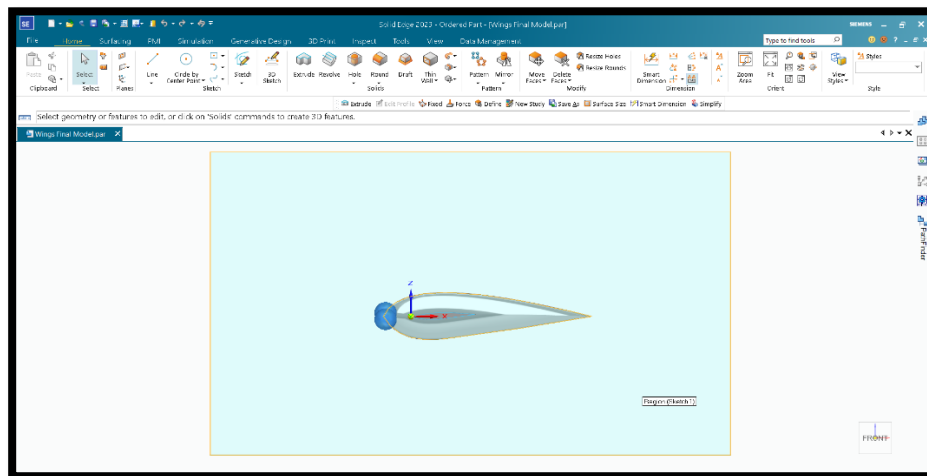 SE
Solid Edge 2023 - Ordered Part - [Wings Final Model.par]
SIEMENS
File Home Surfacing PMI Simulation Generative Design 3D Print Inspect Tools View Data Management
Type to find tools
Paste
Select
Line
Circle by Center Point
Sketch
3D Sketch
Extrude Revolve Hole Round Draft Thin Wall
Pattern Mirror
Move Faces
Delete Faces
Resize Holes
Resize Rounds
Smart Dimension
Zoom Area
Fit
View Styles
Styles
Clipboard Select Planes Sketch Solids Pattern Modify Dimension Orient Style
Extrude Edit Profile Fixed Force Define New Study Save As Surface Size Smart Dimension Simplify
Select geometry or features to edit, or click on 'Solids' commands to create 3D features.
Wings Final Model.par
PathFinder
Z
X
Region (Sketch 1)
FRONT